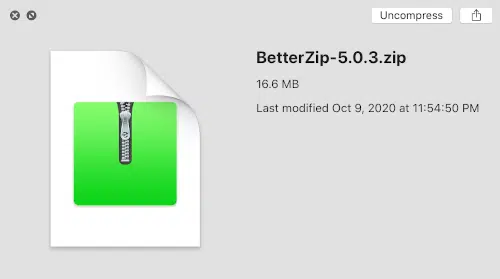 Uncompress
BetterZip-5.0.3.zip
16.6 MB
Last modified Oct 9, 2020 at 11:54:50 PM